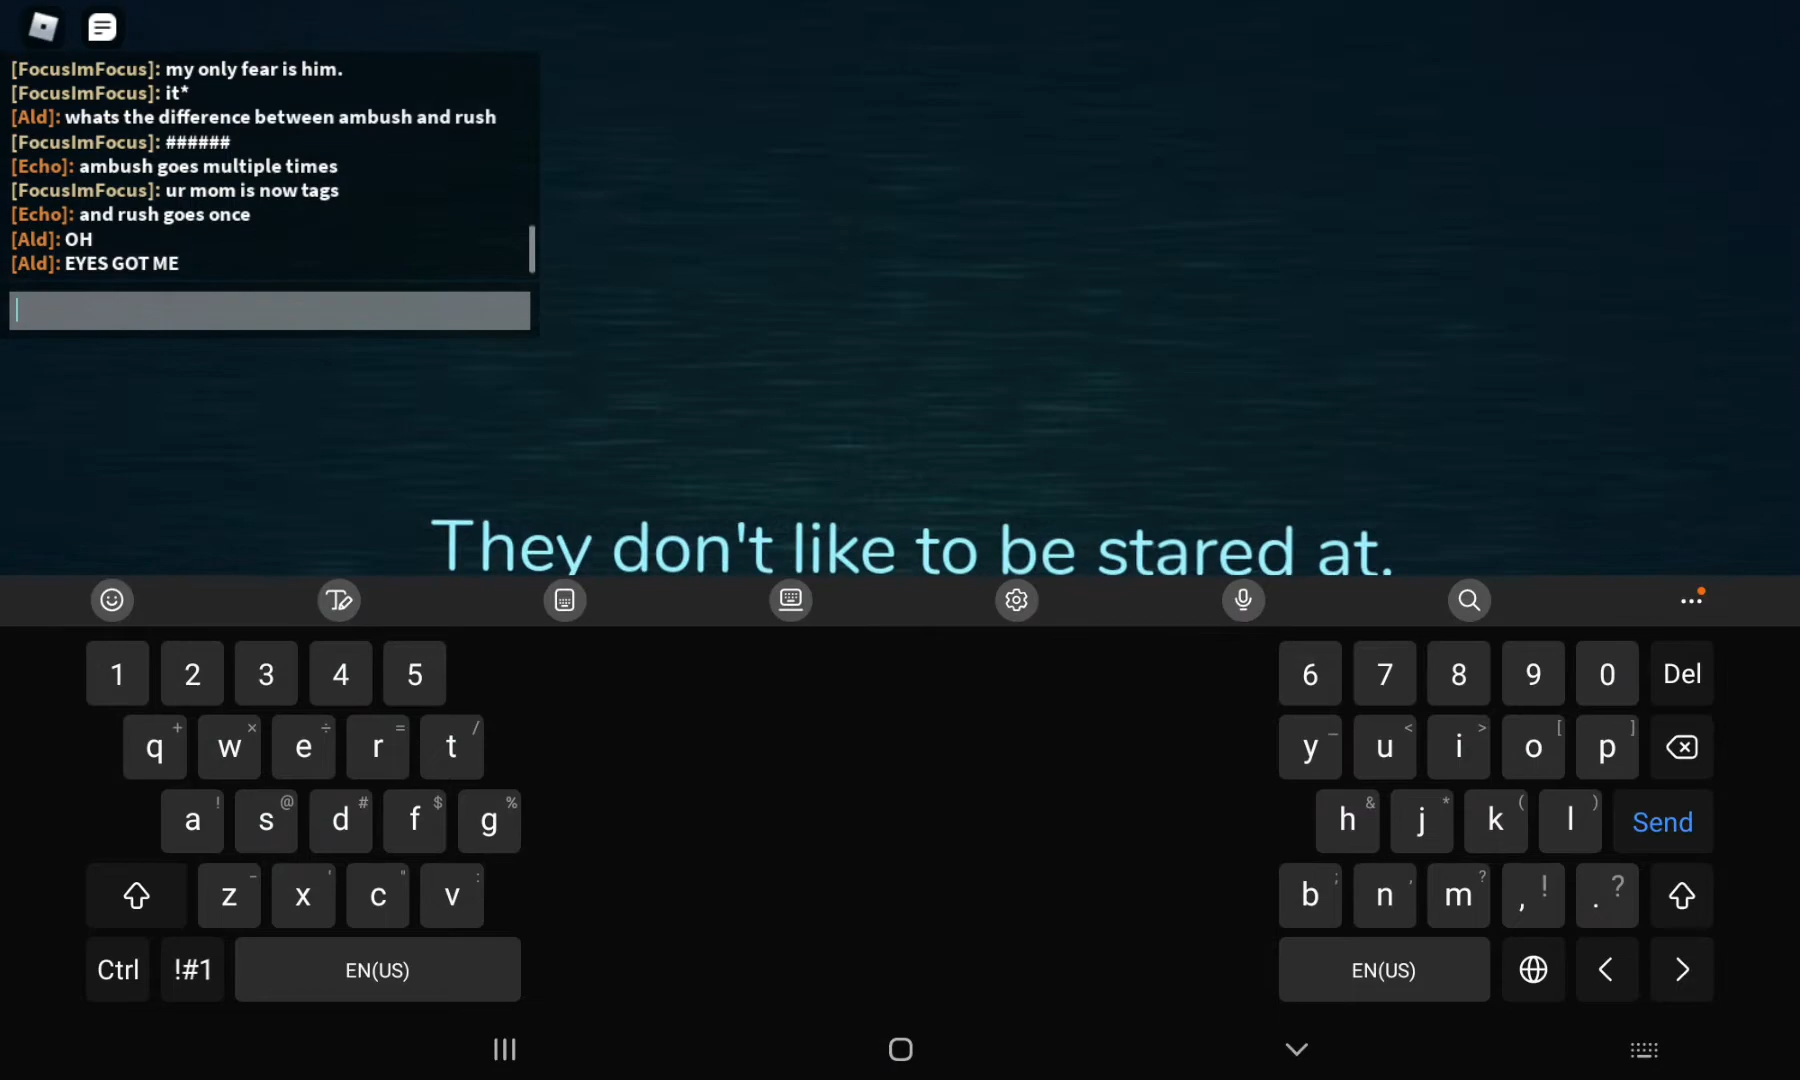 [FocusImFocus]: my only fear is him.
[FocusImFocus]: it*
[Ald]: whats the difference between ambush and rush
[FocusImFocus]: ######
[Echo]: ambush goes multiple times
[FocusImFocus]: ur mom is now tags
[Echo]: and rush goes once
[Ald]: OH
[Ald]: EYES GOT ME
They don't like to be stared at.
1 2 3 4 5 6 7 8 9 0 Del
+ × ÷ = / _ < > [ ]
q w e r t y u i o p
! @ # $ % & * ( )
a s d f g h j k l Send
- ' " : ; , ? ! ?
z x c v b n m , .
Ctrl !#1 EN(US) EN(US) < >